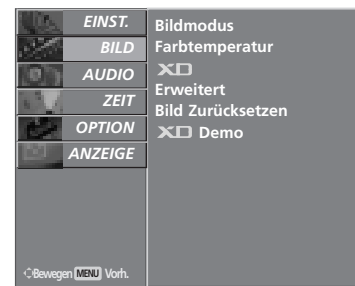 EINST.
BILD
AUDIO
ZEIT
OPTION
ANZEIGE
Bewegen MENU Vorh.
Bildmodus
Farbtemperatur
XD
Erweitert
Bild Zurücksetzen
XD Demo